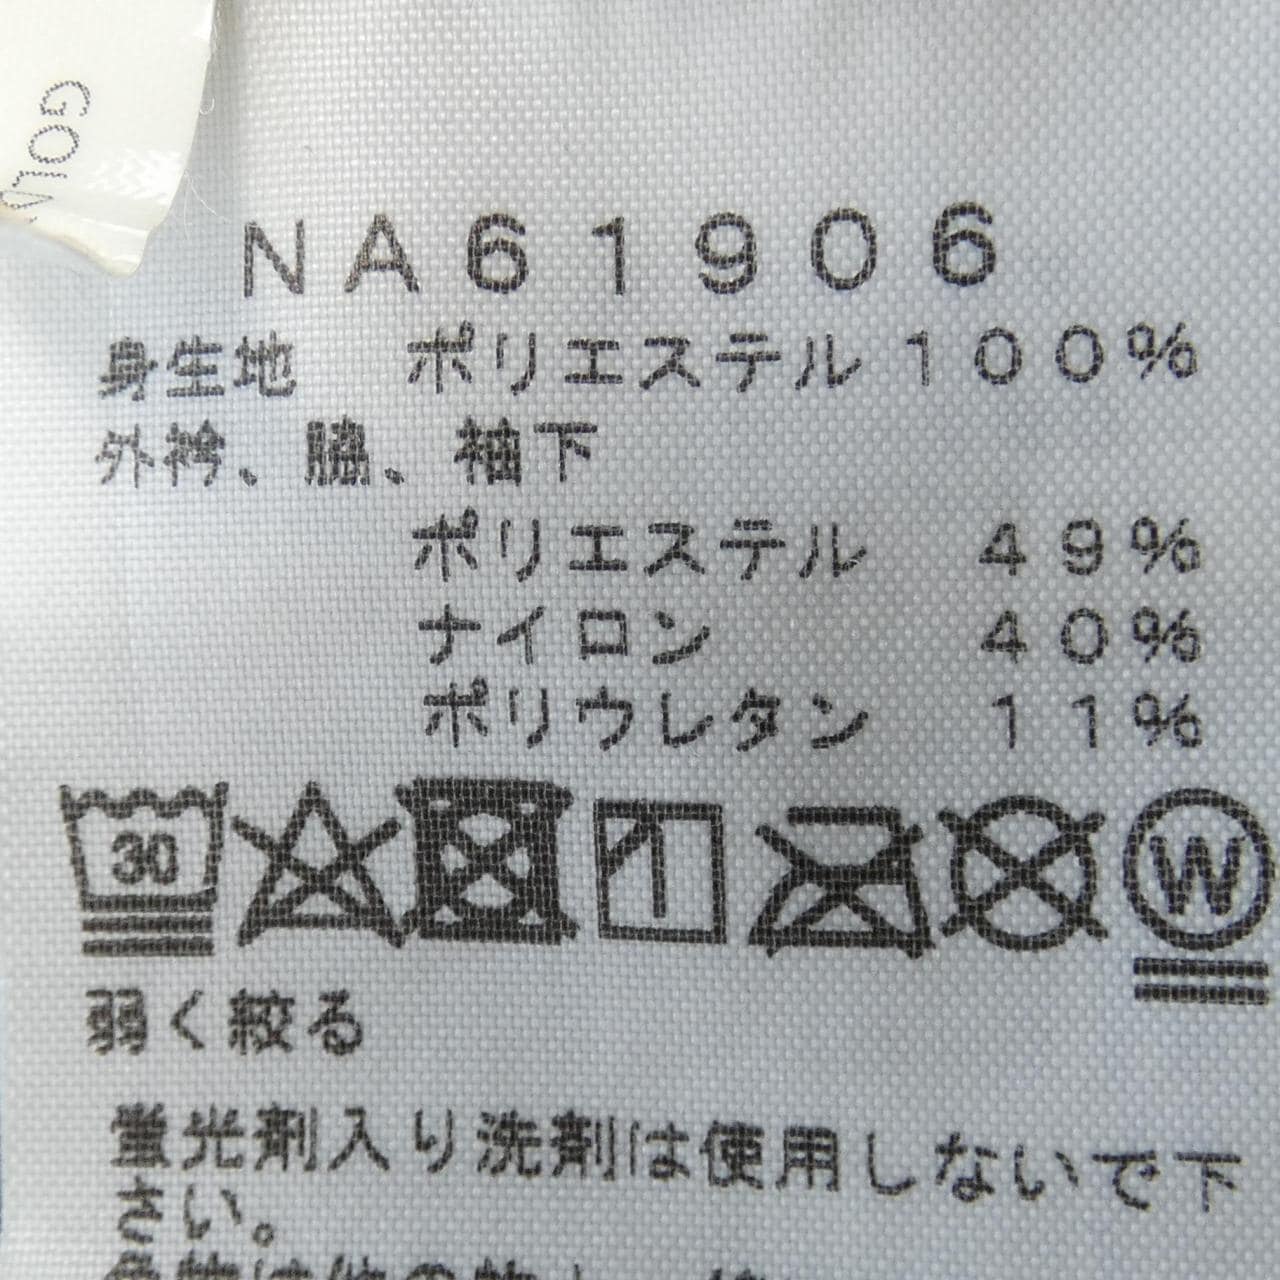 GOLD
NA61906
身生地 ポリエステル100%
外衿、脇、袖下
ポリエステル 49%
ナイロン 40%
ポリウレタン 11%
30 W
弱く絞る
蛍光剤入り洗剤は使用しないで下
さい。